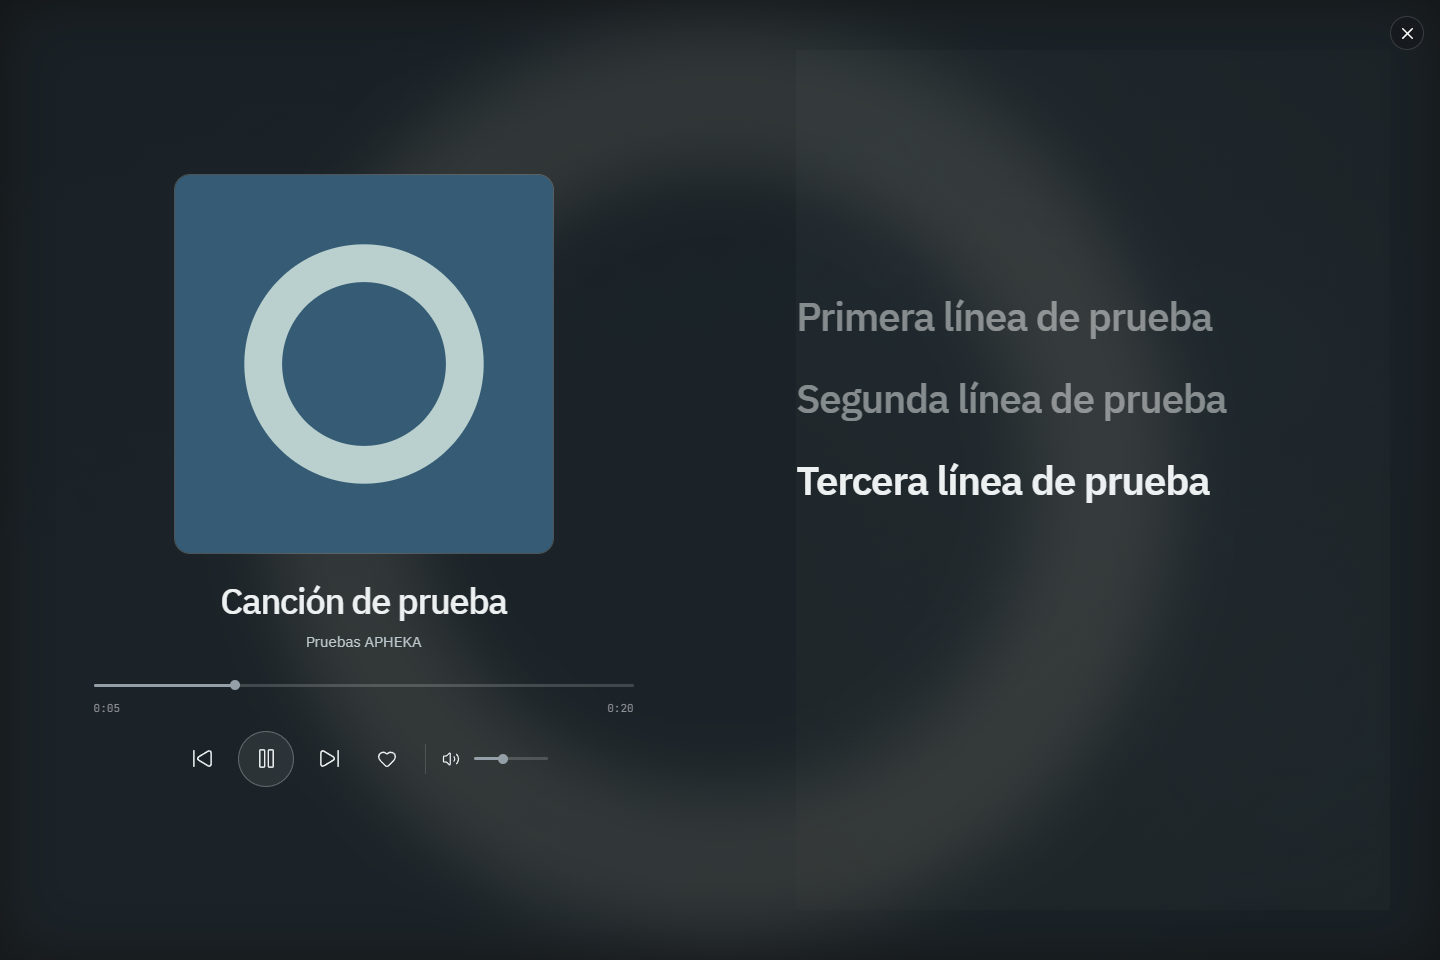 Primera línea de prueba
Segunda línea de prueba
Tercera línea de prueba
Canción de prueba
Pruebas APHEKA
0:05
0:20